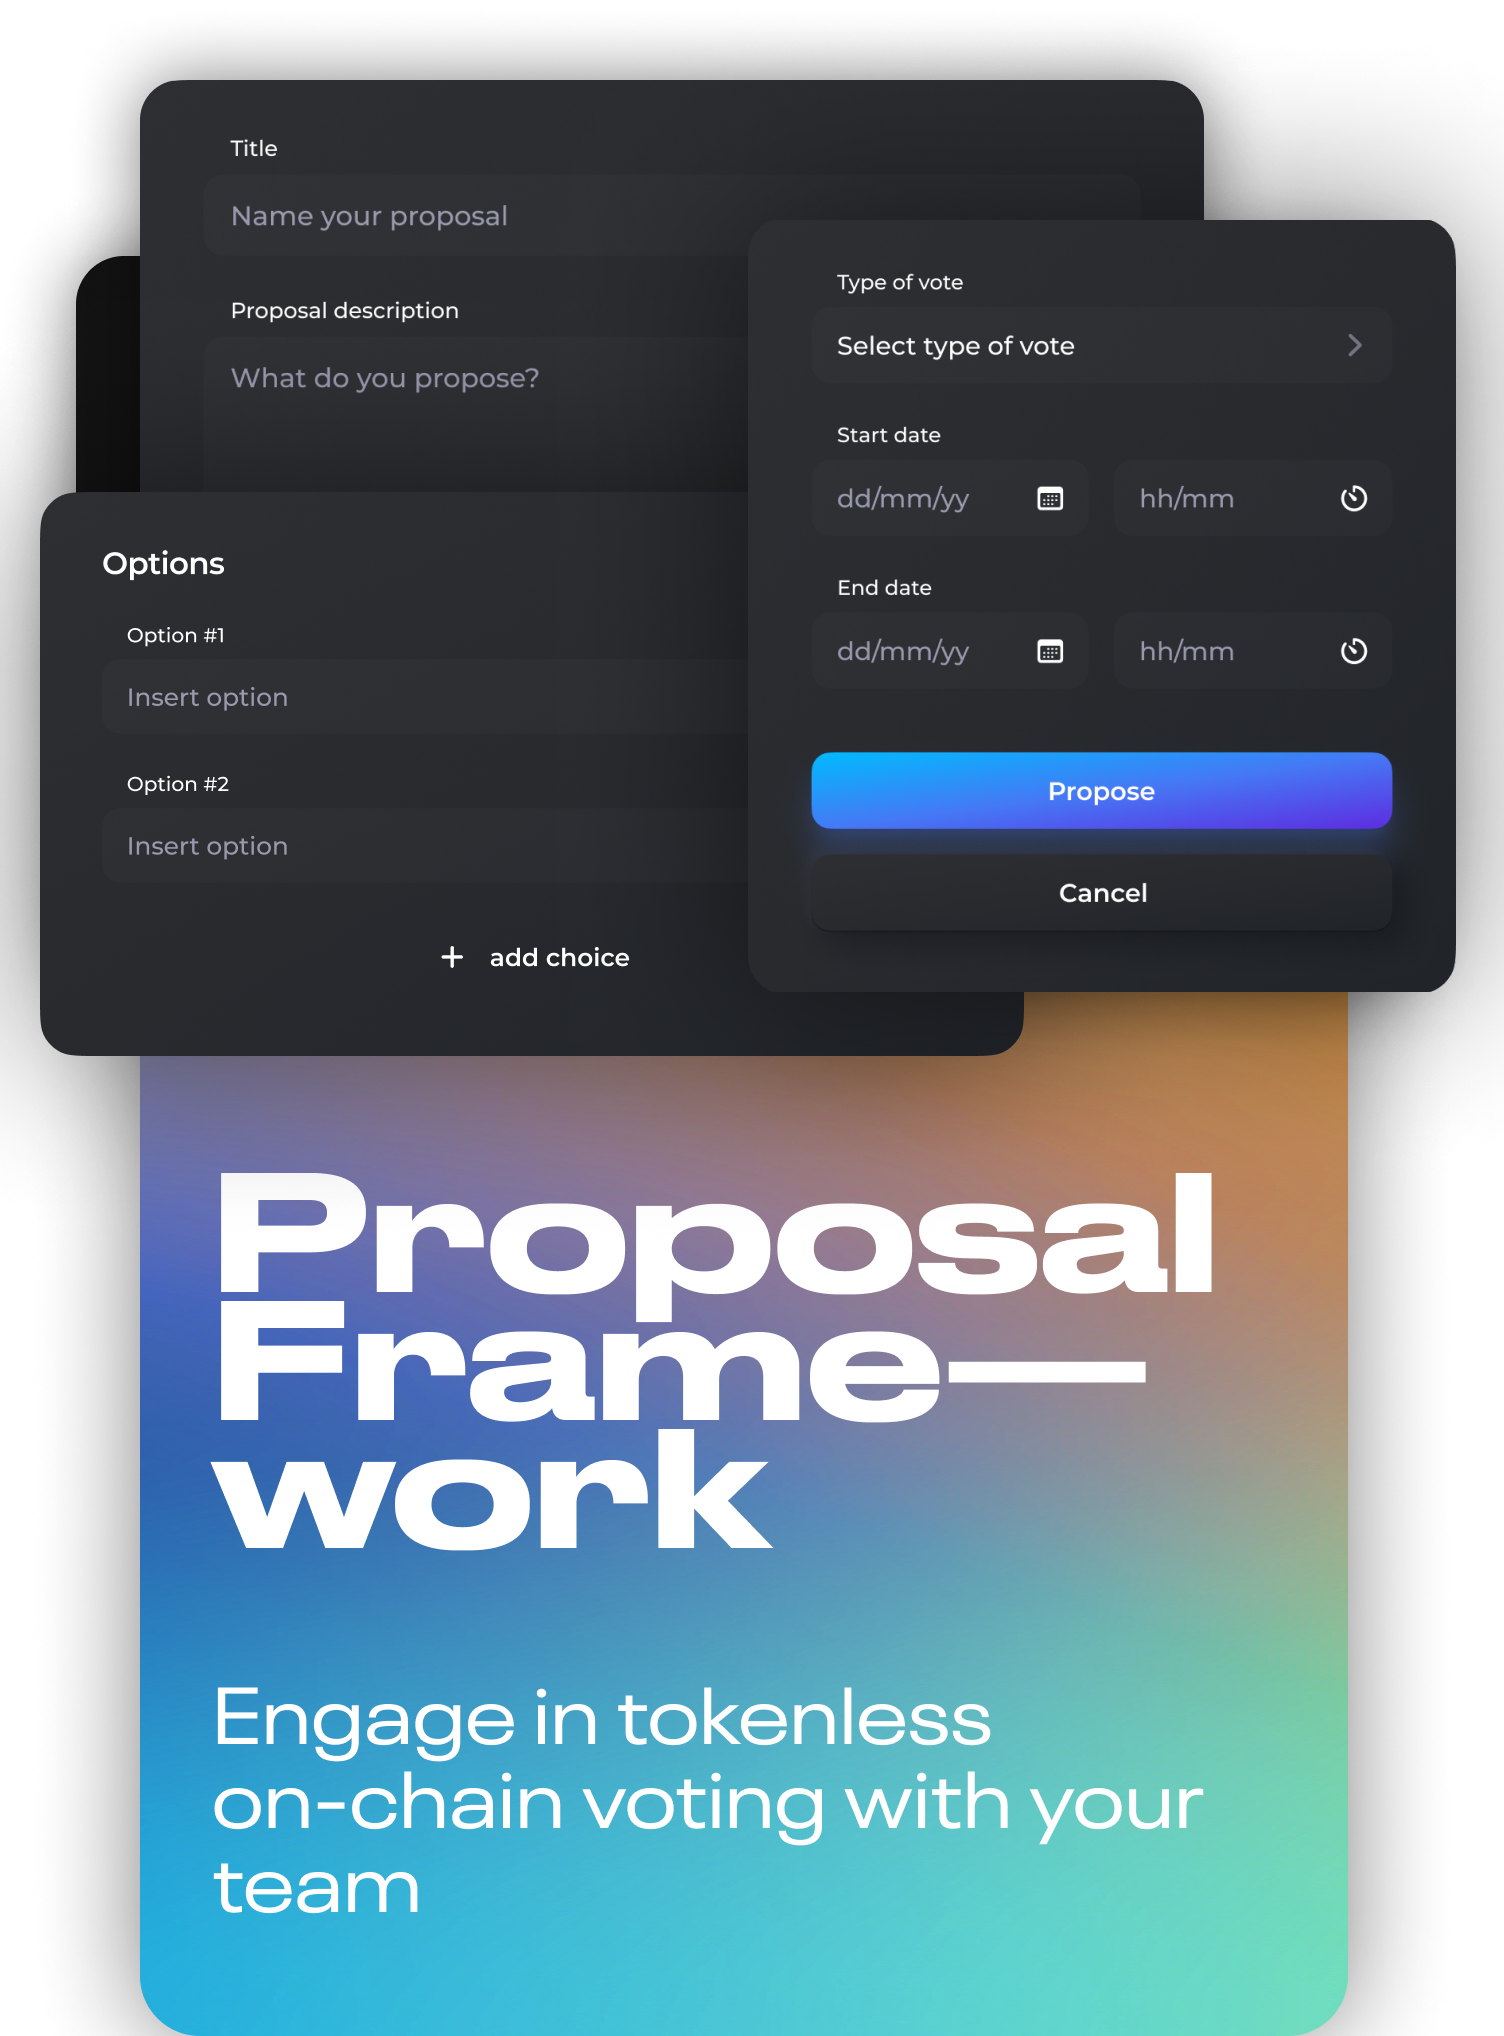 Title
Name your proposal
Proposal description
What do you propose?
Type of vote
Select type of vote
Start date
dd/mm/yy
hh/mm
End date
dd/mm/yy
hh/mm
Propose
Cancel
Options
Option #1
Insert option
Option #2
Insert option
+ add choice
Proposal
Frame—
work
Engage in tokenless
on-chain voting with your
team